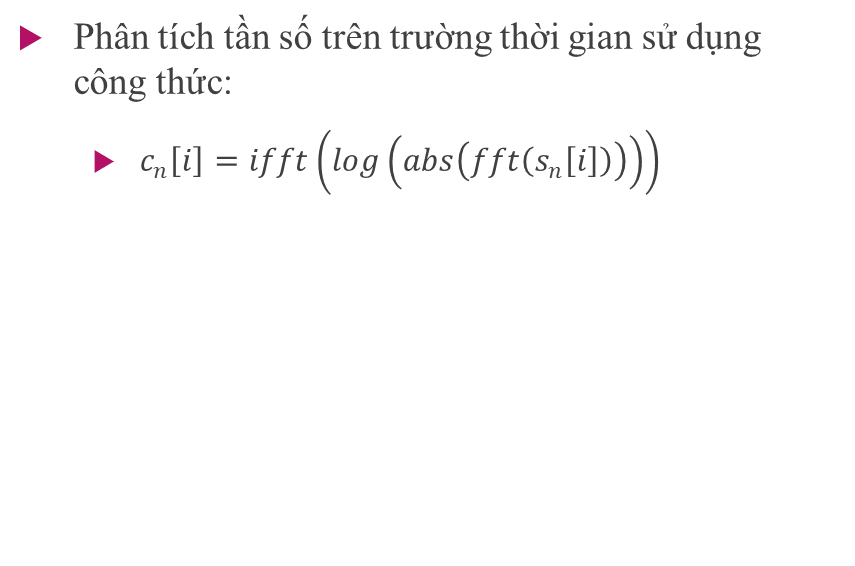 Phân tích tần số trên trường thời gian sử dụng
công thức:
𝑐ₙ[𝑖] = 𝑖𝑓𝑓𝑡(𝑙𝑜𝑔(𝑎𝑏𝑠(𝑓𝑓𝑡(𝑠ₙ[𝑖]))))